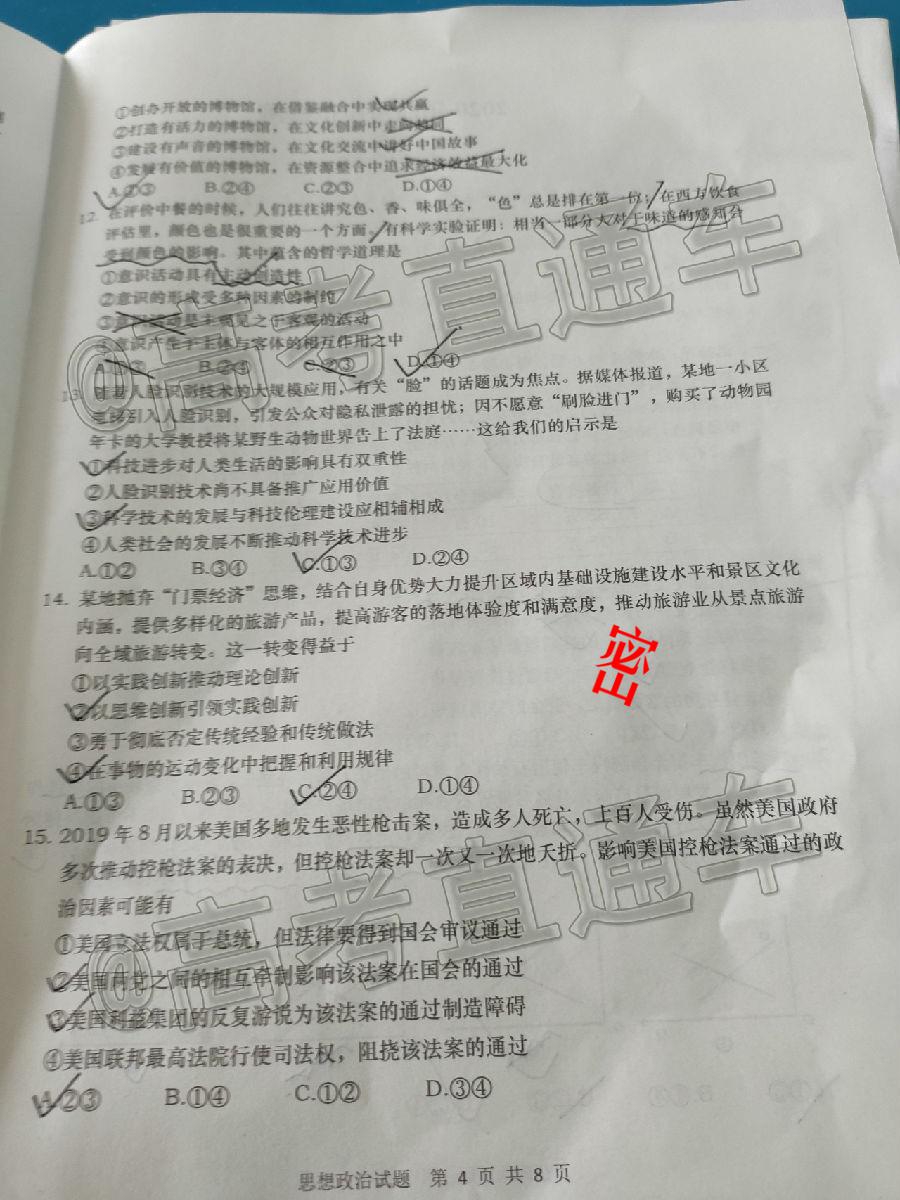 ①创办开放的博物馆，在借鉴融合中实现共赢
②打造有活力的博物馆，在文化创新中走向趋同
③建设有声音的博物馆，在文化交流中讲好中国故事
④发展有价值的博物馆，在资源整合中追求经济效益最大化
A.①③ B.②④ C.②③ D.①④
12. 在评价中餐的时候，人们往往讲究色、香、味俱全，“色”总是排在第一位；在西方饮食
评估里，颜色也是很重要的一个方面。有科学实验证明：相当一部分人对于味道的感知会
受到颜色的影响。其中蕴含的哲学道理是
①意识活动具有主动创造性
②意识的形成受多种因素的制约
③意识活动是主观见之于客观的活动
④意识产生于主体与客体的相互作用之中
A.①② B.②④ C.②③ D.①④
13. 随着人脸识别技术的大规模应用，有关“脸”的话题成为焦点。据媒体报道，某地一小区
引入人脸识别，引发公众对隐私泄露的担忧；因不愿意“刷脸进门”，购买了动物园
年卡的大学教授将某野生动物世界告上了法庭……这给我们的启示是
①科技进步对人类生活的影响具有双重性
②人脸识别技术尚不具备推广应用价值
③科学技术的发展与科技伦理建设应相辅相成
④人类社会的发展不断推动科学技术进步
A.①② B.③④ C.①③ D.②④
14. 某地抛弃“门票经济”思维，结合自身优势大力提升区域内基础设施建设水平和景区文化
内涵，提供多样化的旅游产品，提高游客的落地体验度和满意度，推动旅游业从景点旅游
向全域旅游转变。这一转变得益于
①以实践创新推动理论创新
②以思维创新引领实践创新
③勇于彻底否定传统经验和传统做法
④在事物的运动变化中把握和利用规律
A.①③ B.②③ C.②④ D.①④
密
15. 2019年8月以来美国多地发生恶性枪击案，造成多人死亡，上百人受伤。虽然美国政府
多次推动控枪法案的表决，但控枪法案却一次又一次地夭折。影响美国控枪法案通过的政
治因素可能有
①美国立法权属于总统，但法律要得到国会审议通过
②美国两党之间的相互牵制影响该法案在国会的通过
③美国利益集团的反复游说为该法案的通过制造障碍
④美国联邦最高法院行使司法权，阻挠该法案的通过
A.②③ B.①④ C.①② D.③④
@高考直通车
@高考直通车
思想政治试题 第 4 页 共 8 页